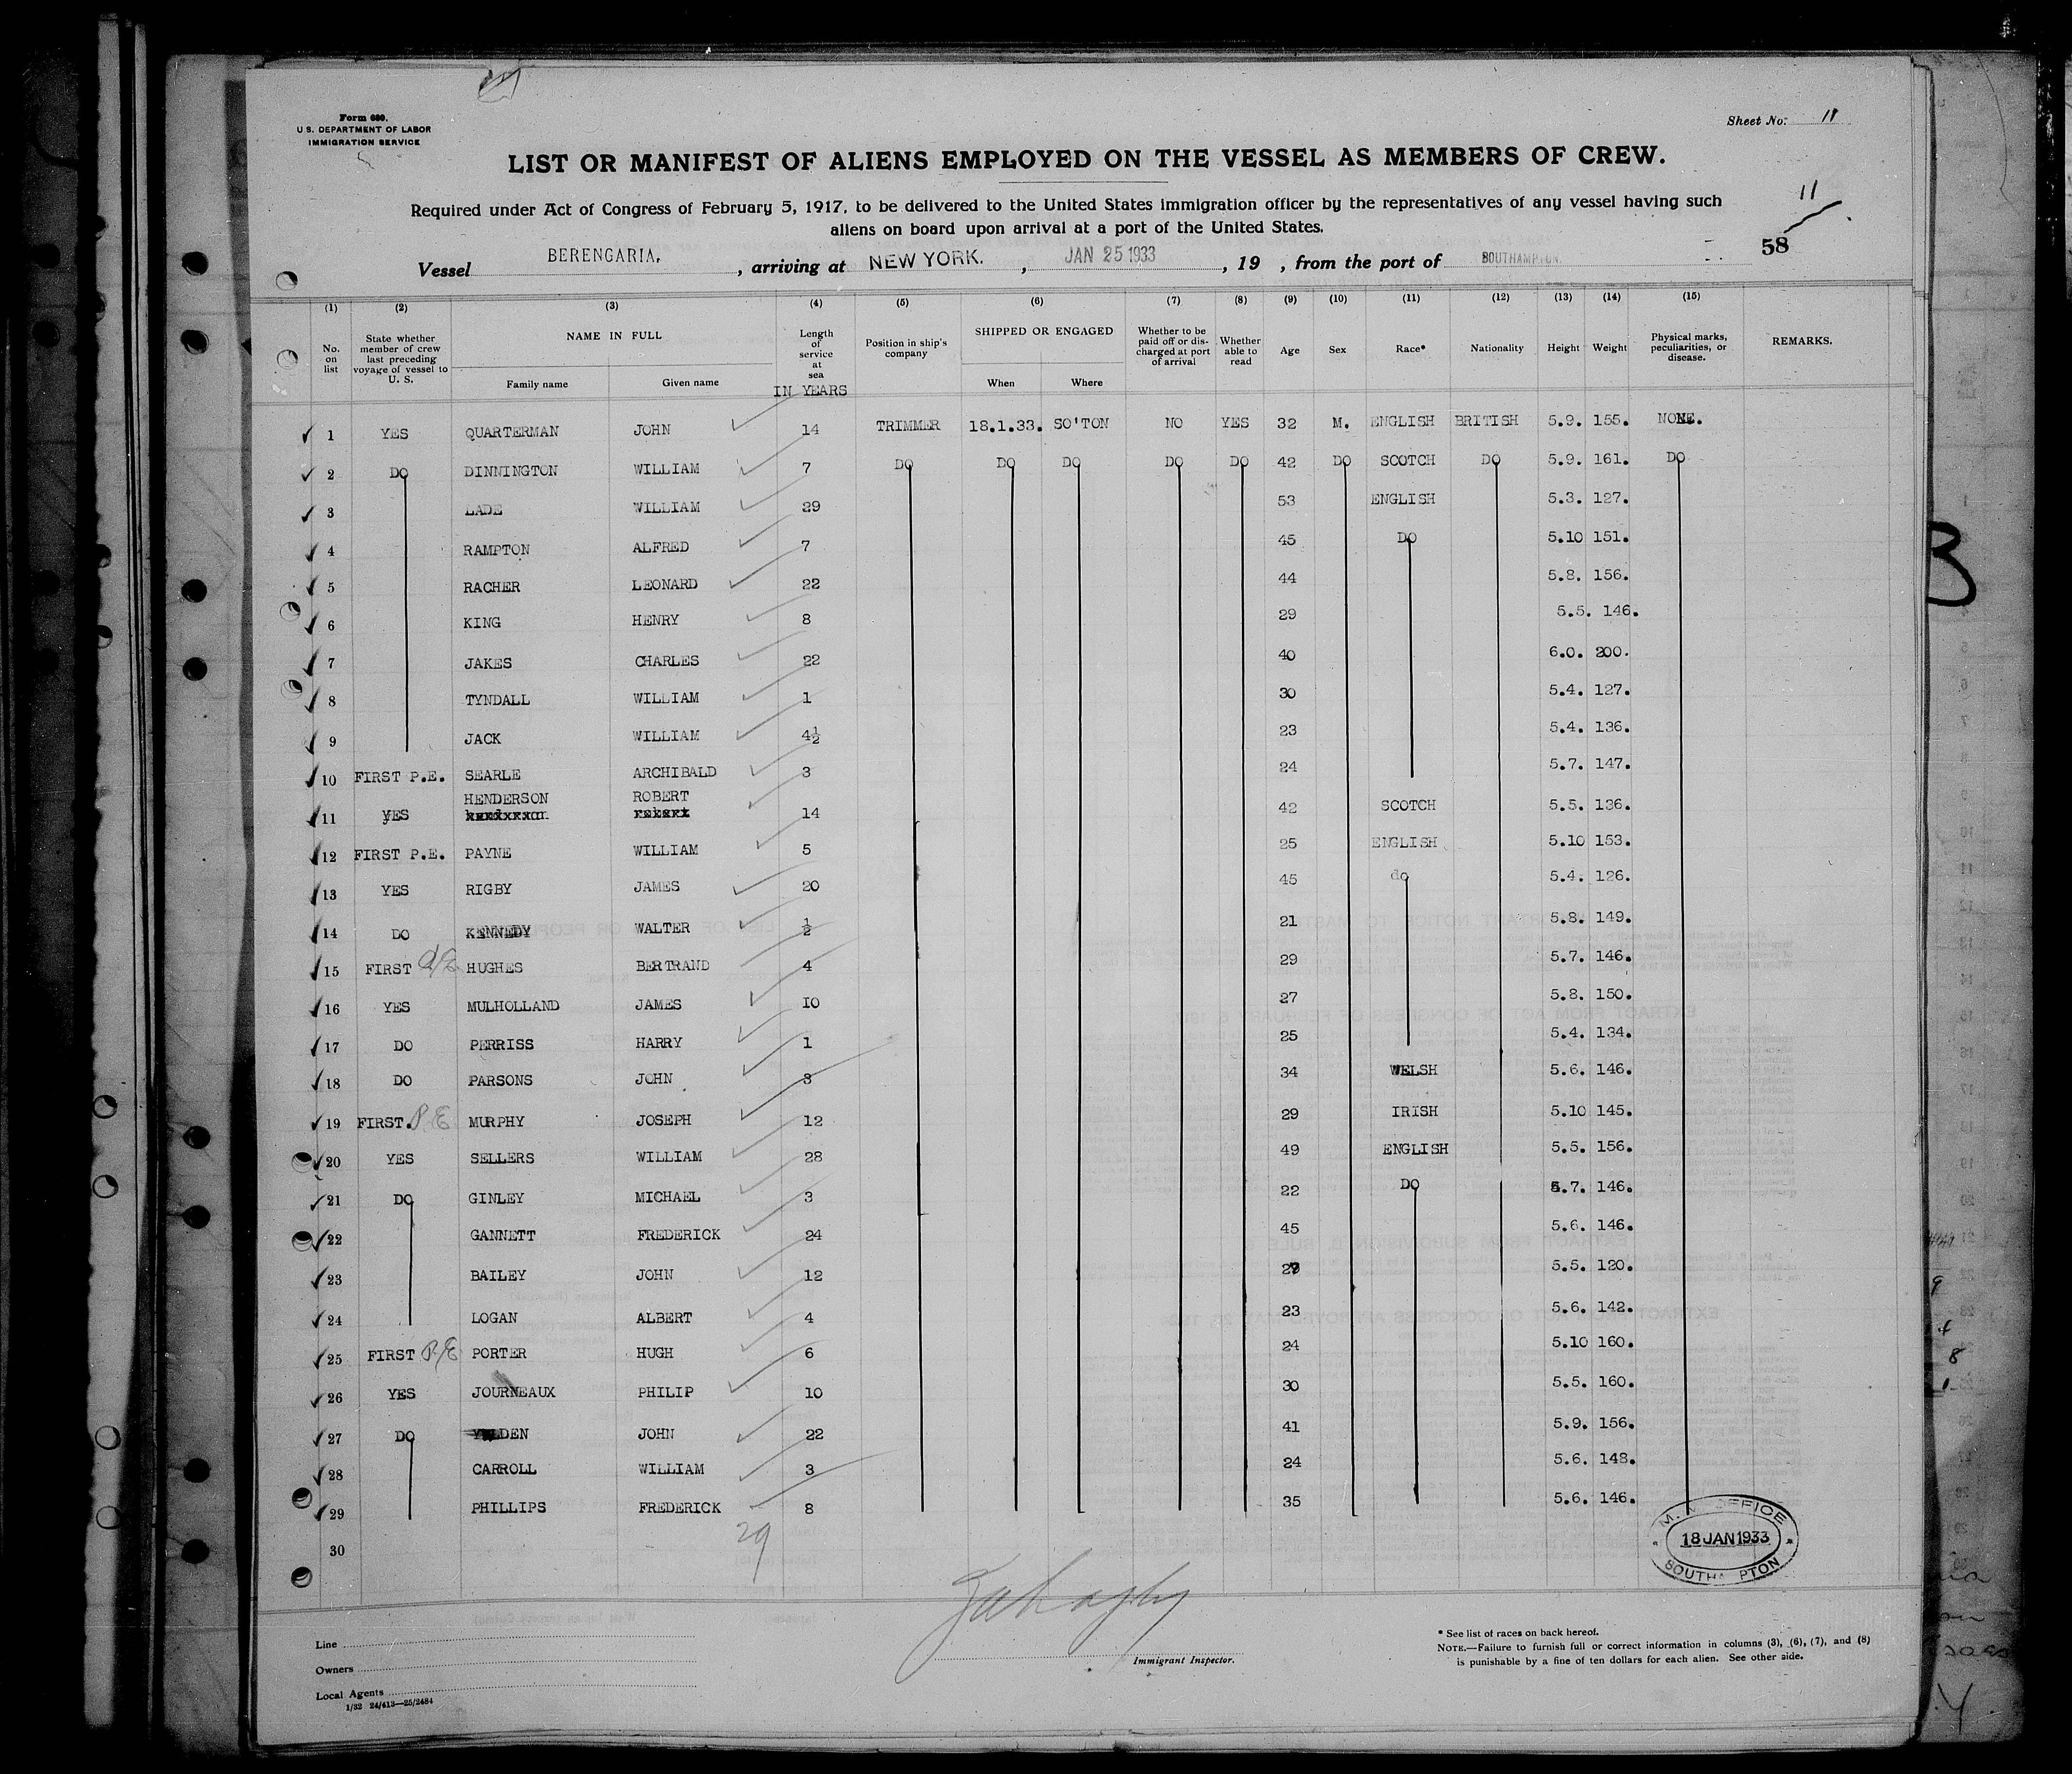 Form 680.
U.S. DEPARTMENT OF LABOR
IMMIGRATION SERVICE
Sheet No. 11
LIST OR MANIFEST OF ALIENS EMPLOYED ON THE VESSEL AS MEMBERS OF CREW.
Required under Act of Congress of February 5, 1917, to be delivered to the United States immigration officer by the representatives of any vessel having such
aliens on board upon arrival at a port of the United States.
11
58
Vessel BERENGARIA, , arriving at NEW YORK. , JAN 25 1933 , 19 , from the port of SOUTHAMPTON.
(1) (2) (3) (4) (5) (6) (7) (8) (9) (10) (11) (12) (13) (14) (15)
No. on list State whether member of crew last preceding voyage of vessel to U. S. NAME IN FULL Family name Given name Length of service at sea IN YEARS Position in ship's company SHIPPED OR ENGAGED When Where Whether to be paid off or discharged at port of arrival Whether able to read Age Sex Race* Nationality Height Weight Physical marks, peculiarities, or disease. REMARKS.
1 YES QUARTERMAN JOHN 14 TRIMMER 18.1.33. SO'TON NO YES 32 M. ENGLISH BRITISH 5.9. 155. NONE.
2 DO DINNINGTON WILLIAM 7 DO DO DO DO DO 42 DO SCOTCH DO 5.9. 161. DO
3 LADE WILLIAM 29 53 ENGLISH 5.3. 127.
4 RAMPTON ALFRED 7 45 DO 5.10 151.
5 RACHER LEONARD 22 44 5.8. 156.
6 KING HENRY 8 29 5.5. 146.
7 JAKES CHARLES 22 40 6.0. 200.
8 TYNDALL WILLIAM 1 30 5.4. 127.
9 JACK WILLIAM 4½ 23 5.4. 136.
10 FIRST P.E. SEARLE ARCHIBALD 3 24 5.7. 147.
11 YES HENDERSON ROBERT 14 42 SCOTCH 5.5. 136.
12 FIRST P.E. PAYNE WILLIAM 5 25 ENGLISH 5.10 153.
13 YES RIGBY JAMES 20 45 do 5.4. 126.
14 DO KENNEDY WALTER ½ 21 5.8. 149.
15 FIRST HUGHES BERTRAND 4 29 5.7. 146.
16 YES MULHOLLAND JAMES 10 27 5.8. 150.
17 DO PERRISS HARRY 1 25 5.4. 134.
18 DO PARSONS JOHN 3 34 WELSH 5.6. 146.
19 FIRST. P.E MURPHY JOSEPH 12 29 IRISH 5.10 145.
20 YES SELLERS WILLIAM 28 49 ENGLISH 5.5. 156.
21 DO GINLEY MICHAEL 3 22 DO 5.7. 146.
22 GANNETT FREDERICK 24 45 5.6. 146.
23 BAILEY JOHN 12 29 5.5. 120.
24 LOGAN ALBERT 4 23 5.6. 142.
25 FIRST P/E PORTER HUGH 6 24 5.10 160.
26 YES JOURNEAUX PHILIP 10 30 5.5. 160.
27 DO JOHN 22 41 5.9. 156.
28 CARROLL WILLIAM 3 24 5.6. 148.
29 PHILLIPS FREDERICK 8 35 5.6. 146.
30
29
18 JAN 1933
Line
Owners
Local Agents
1/32 24/413—25/2484
Immigrant Inspector.
* See list of races on back hereof.
NOTE.—Failure to furnish full or correct information in columns (3), (6), (7), and (8)
is punishable by a fine of ten dollars for each alien. See other side.